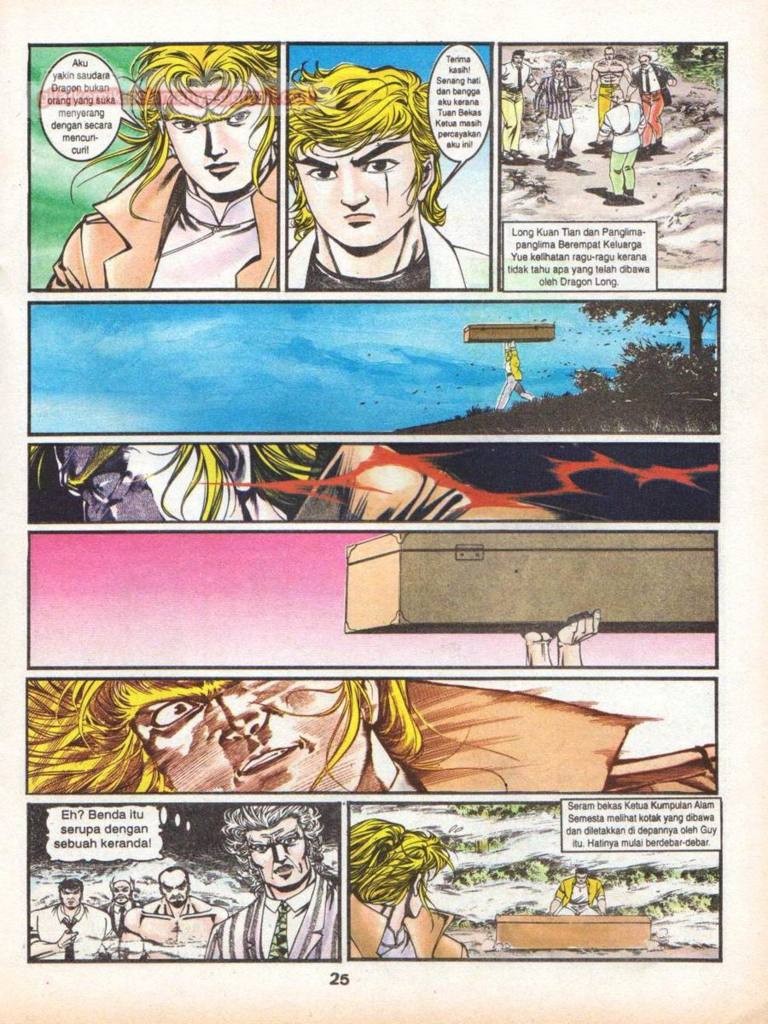 Aku
yakin saudara
Dragon bukan
orang yang suka
menyerang
dengan secara
mencuri-
curi!
Terima
kasih!
Senang hati
dan bangga
aku kerana
Tuan Bekas
Ketua masih
percayakan
aku ini!
Long Kuan Tian dan Panglima-
panglima Berempat Keluarga
Yue kelihatan ragu-ragu kerana
tidak tahu apa yang telah dibawa
oleh Dragon Long.
Eh? Benda itu
serupa dengan
sebuah keranda!
Seram bekas Ketua Kumpulan Alam
Semesta melihat kotak yang dibawa
dan diletakkan di depannya oleh Guy
itu. Hatinya mulai berdebar-debar.
25